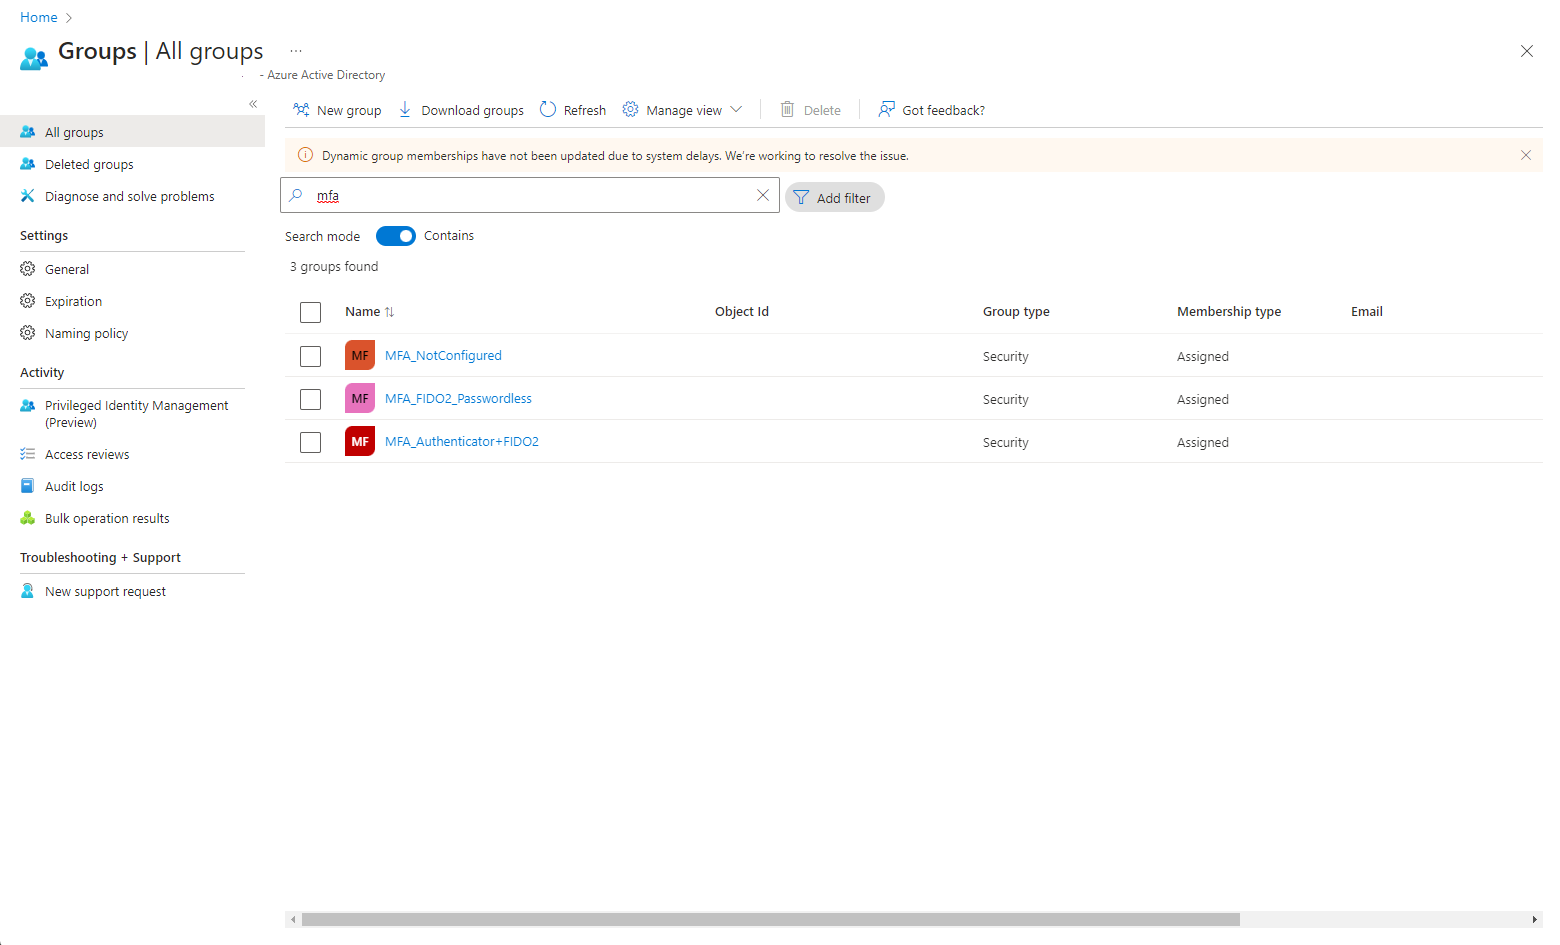 Home
Groups | All groups
...
- Azure Active Directory
«
All groups
Deleted groups
Diagnose and solve problems
Settings
General
Expiration
Naming policy
Activity
Privileged Identity Management
(Preview)
Access reviews
Audit logs
Bulk operation results
Troubleshooting + Support
New support request
New group Download groups Refresh Manage view Delete Got feedback?
Dynamic group memberships have not been updated due to system delays. We're working to resolve the issue.
mfa Add filter
Search mode Contains
3 groups found
Name Object Id Group type Membership type Email
MF MFA_NotConfigured Security Assigned
MF MFA_FIDO2_Passwordless Security Assigned
MF MFA_Authenticator+FIDO2 Security Assigned